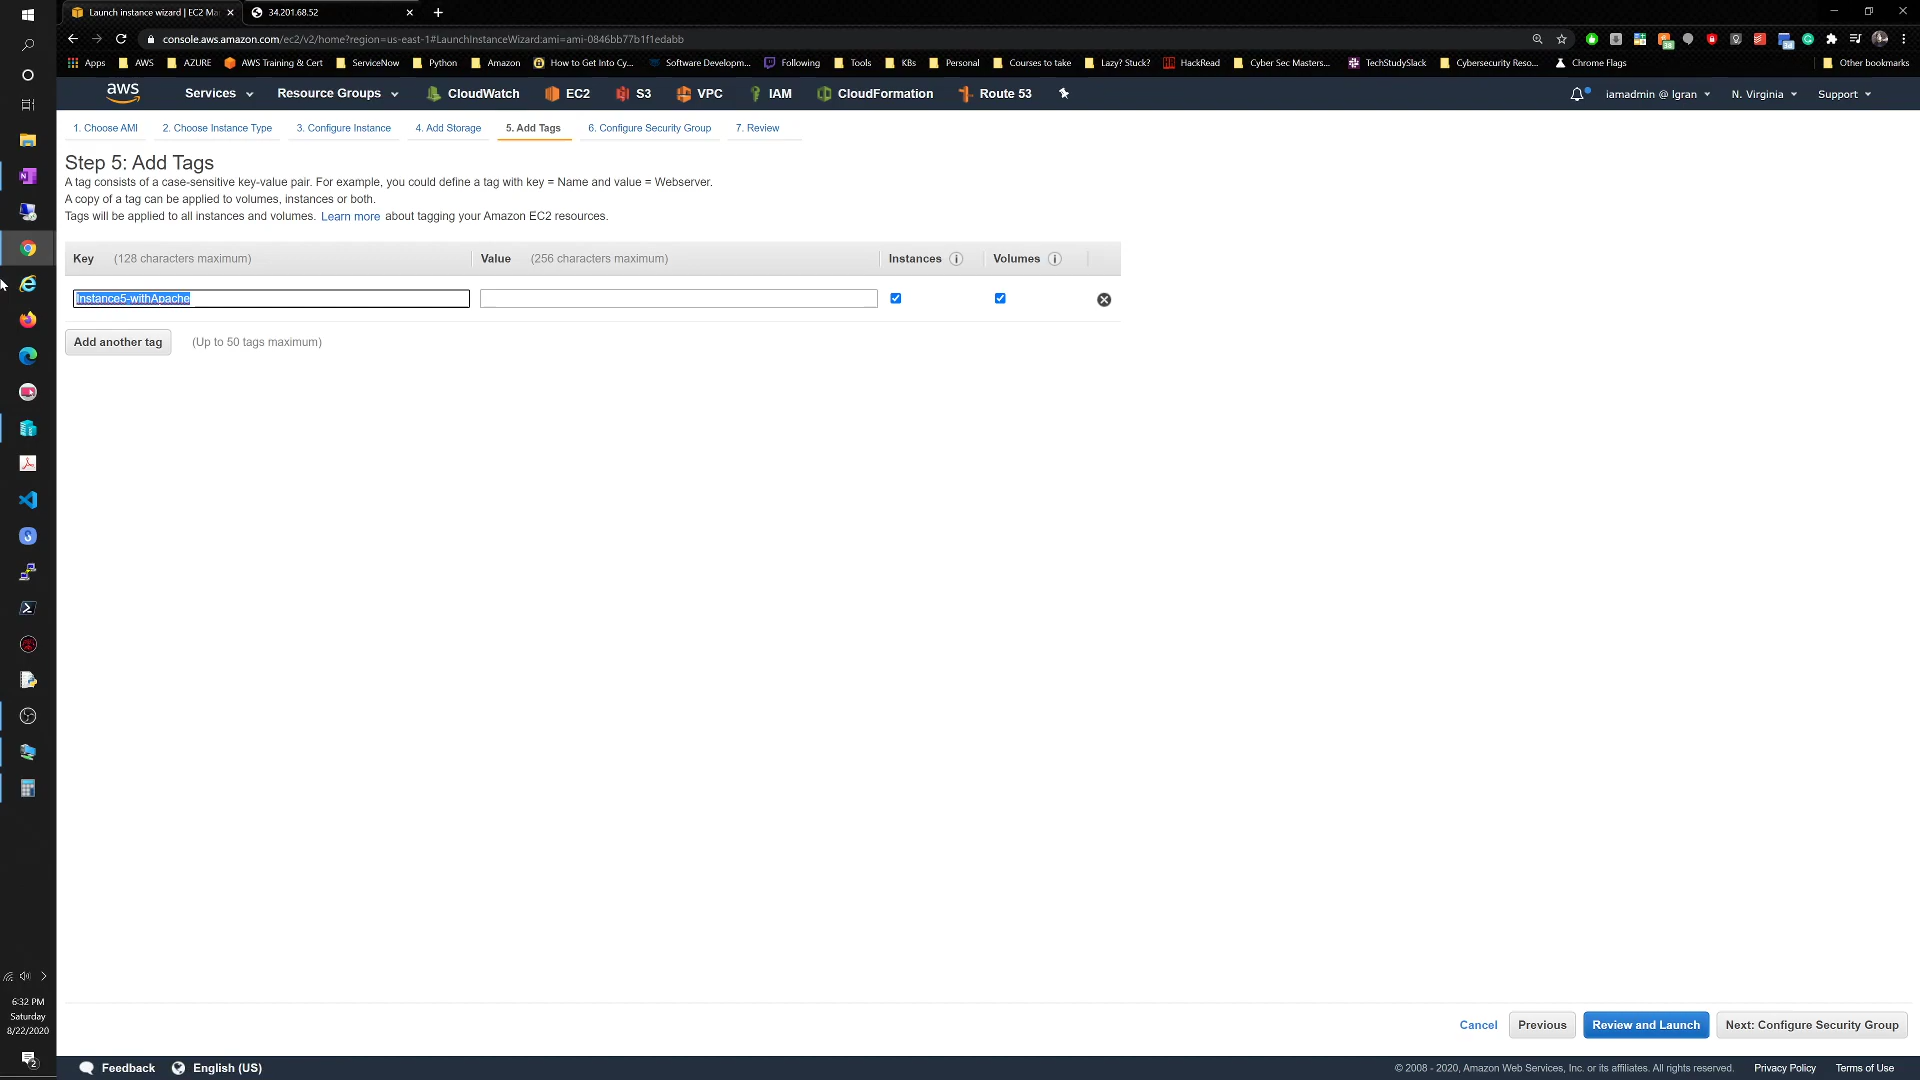 Launch instance wizard | EC2 Ma
34.201.68.52
console.aws.amazon.com/ec2/v2/home?region=us-east-1#LaunchInstanceWizard:ami=ami-0846bb77b1f1edabb
Apps AWS AZURE AWS Training & Cert ServiceNow Python Amazon How to Get Into Cy... Software Developm... Following Tools KBs Personal Courses to take Lazy? Stuck? HackRead Cyber Sec Masters... TechStudySlack Cybersecurity Reso... Chrome Flags Other bookmarks
aws Services Resource Groups CloudWatch EC2 S3 VPC IAM CloudFormation Route 53 iamadmin @ lgran N. Virginia Support
1. Choose AMI 2. Choose Instance Type 3. Configure Instance 4. Add Storage 5. Add Tags 6. Configure Security Group 7. Review
Step 5: Add Tags
A tag consists of a case-sensitive key-value pair. For example, you could define a tag with key = Name and value = Webserver.
A copy of a tag can be applied to volumes, instances or both.
Tags will be applied to all instances and volumes. Learn more about tagging your Amazon EC2 resources.
Key (128 characters maximum) Value (256 characters maximum) Instances Volumes
Instance5-withApache
Add another tag (Up to 50 tags maximum)
6:32 PM
Saturday
8/22/2020
2
Cancel Previous Review and Launch Next: Configure Security Group
Feedback English (US) © 2008 - 2020, Amazon Web Services, Inc. or its affiliates. All rights reserved. Privacy Policy Terms of Use